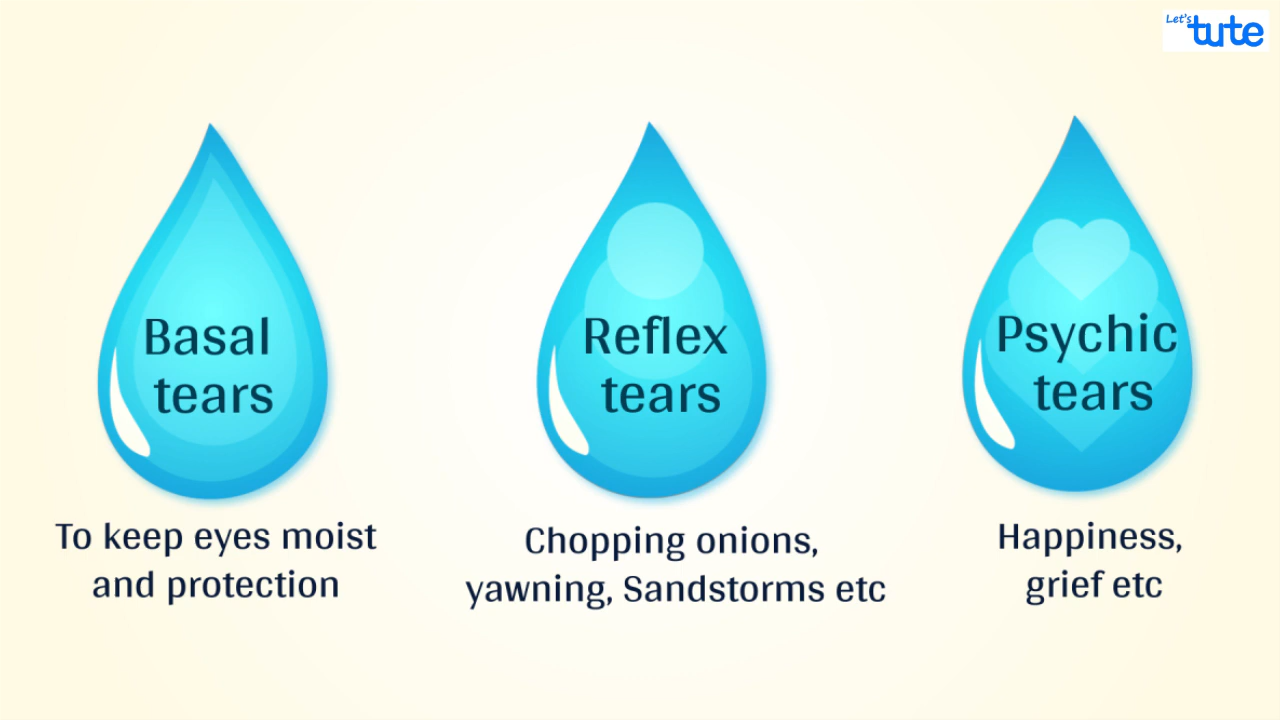 Let's
tute
Basal
tears
Reflex
tears
Psychic
tears
To keep eyes moist
and protection
Chopping onions,
yawning, Sandstorms etc
Happiness,
grief etc